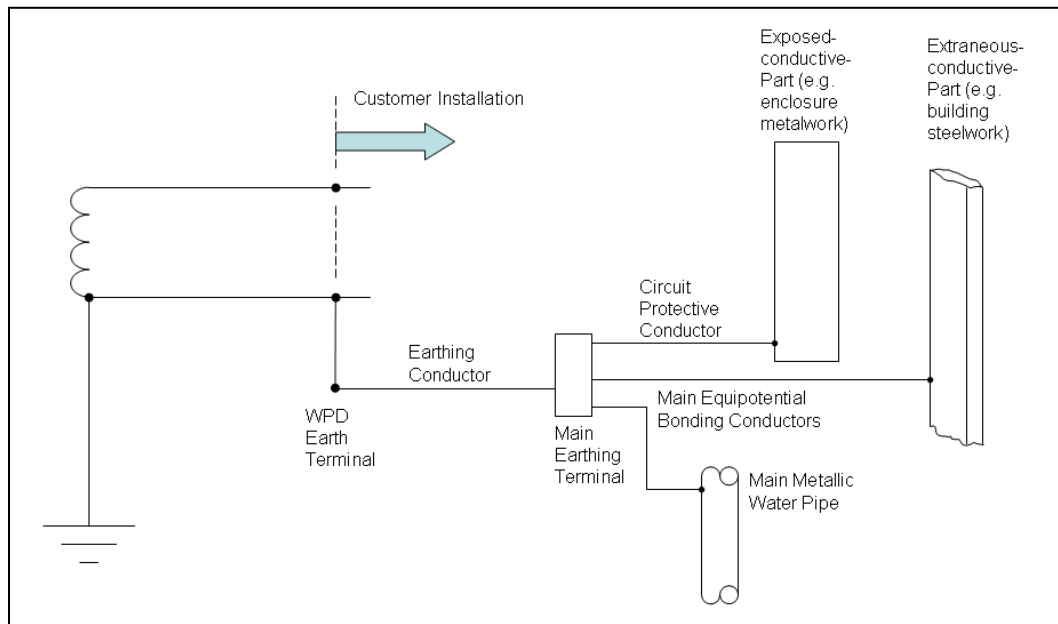 Customer Installation
Exposed-
conductive-
Part (e.g.
enclosure
metalwork)
Extraneous-
conductive-
Part (e.g.
building
steelwork)
Circuit
Protective
Conductor
Earthing
Conductor
Main Equipotential
Bonding Conductors
WPD
Earth
Terminal
Main
Earthing
Terminal
Main Metallic
Water Pipe